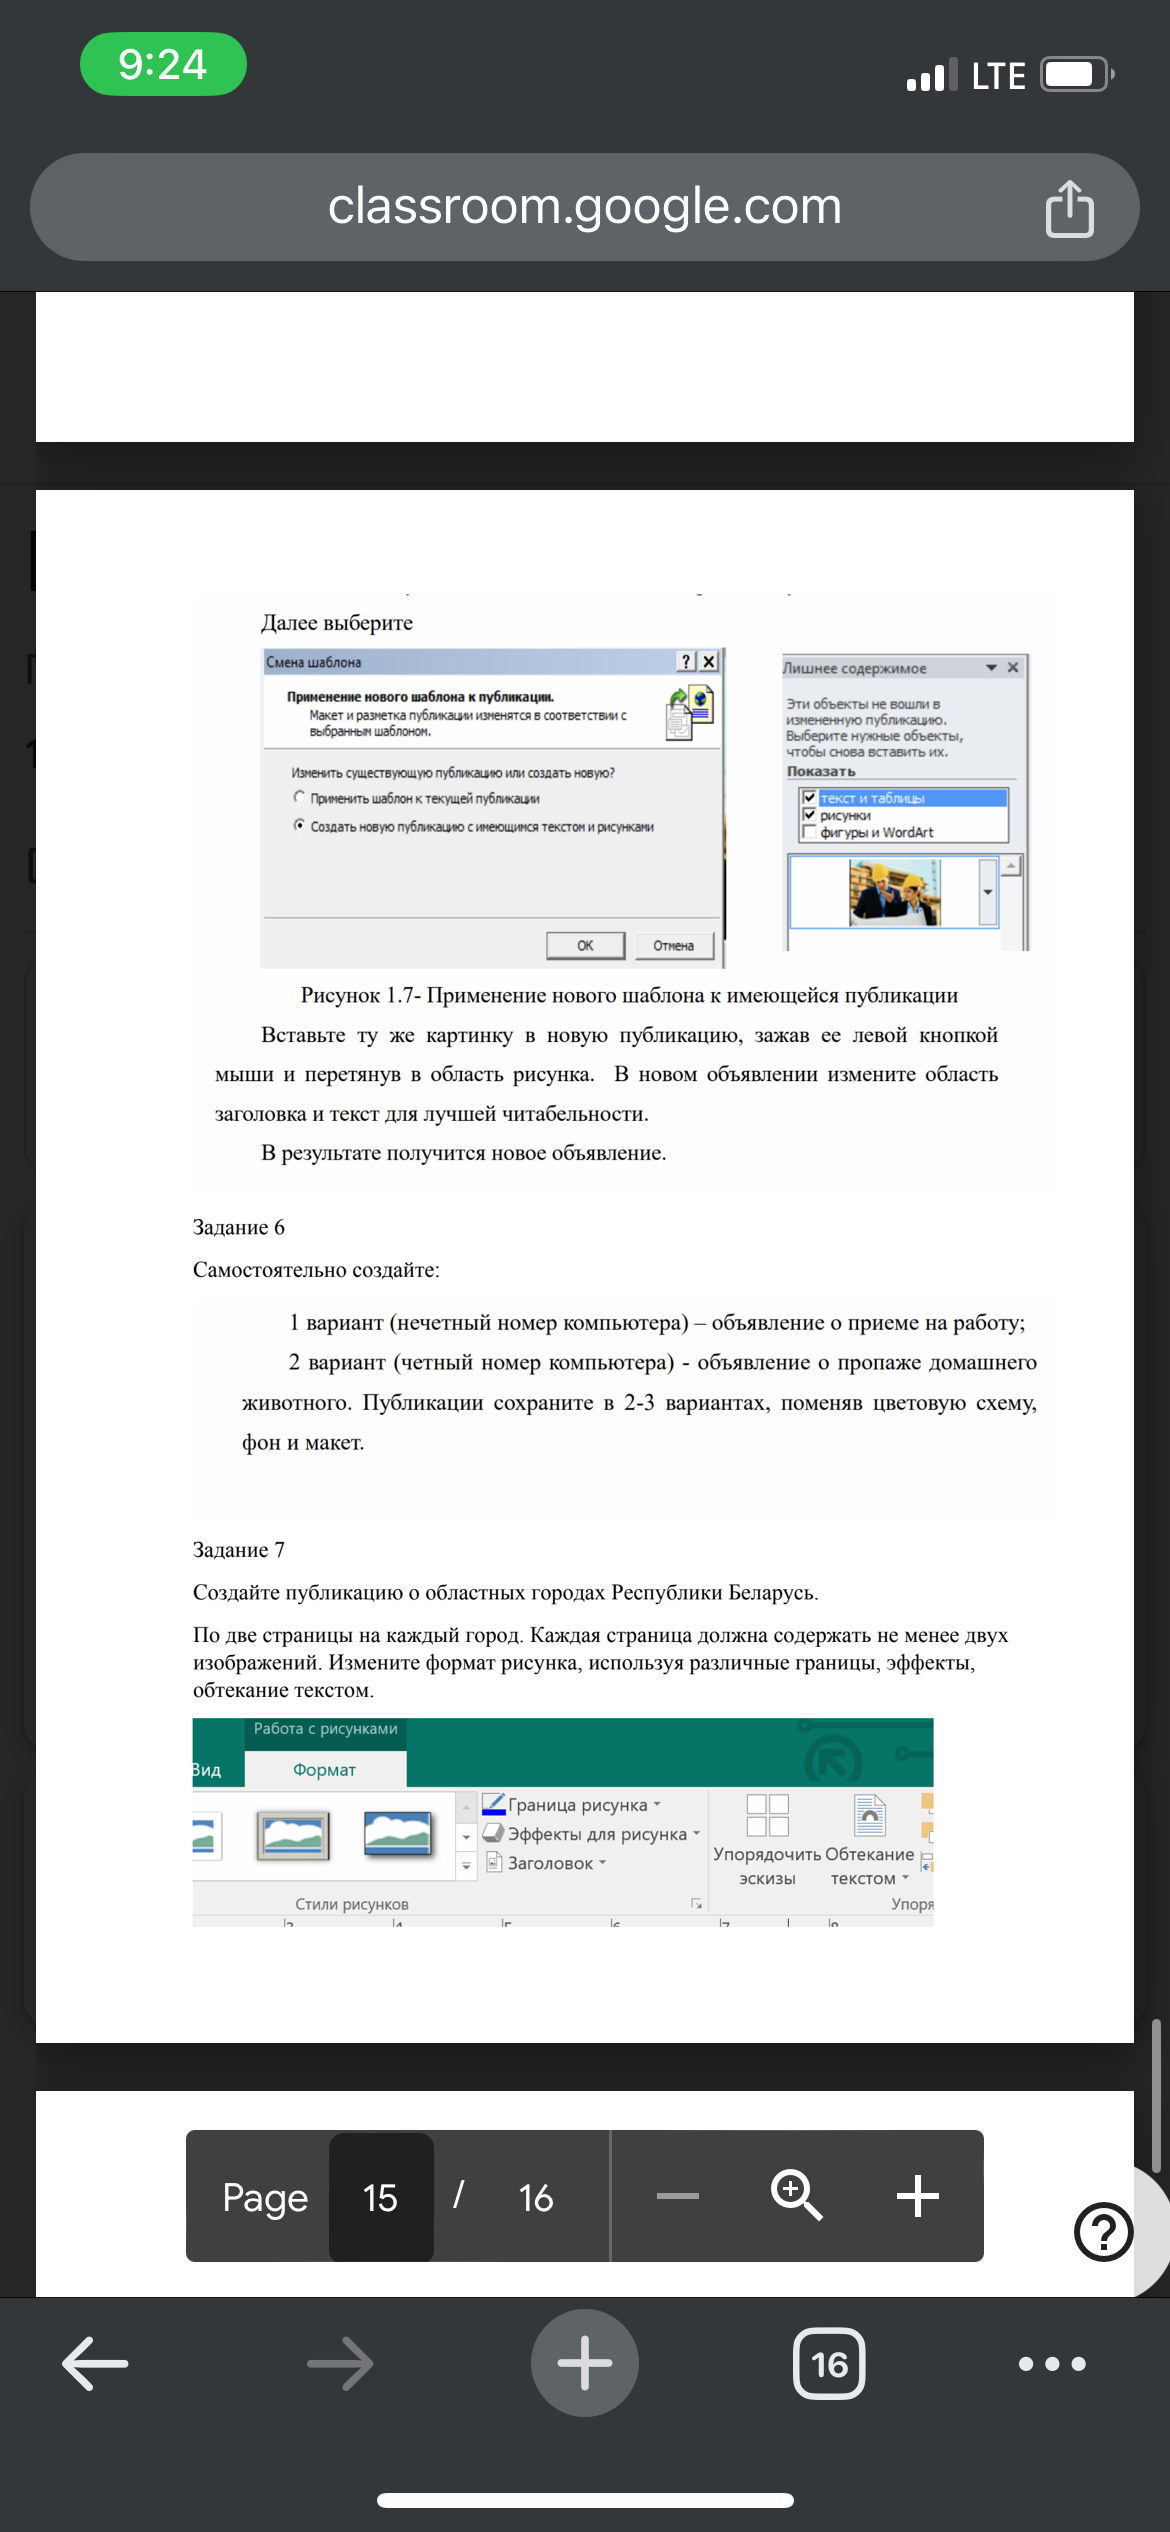 9:24
LTE
classroom.google.com
Далее выберите
Смена шаблона
Применение нового шаблона к публикации.
Макет и разметка публикации изменятся в соответствии с
выбранным шаблоном.
Изменить существующую публикацию или создать новую?
Применить шаблон к текущей публикации
Создать новую публикацию с имеющимся текстом и рисунками
ОК
Отмена
Лишнее содержимое
Эти объекты не вошли в
измененную публикацию.
Выберите нужные объекты,
чтобы снова вставить их.
Показать
текст и таблицы
рисунки
фигуры и WordArt
Рисунок 1.7- Применение нового шаблона к имеющейся публикации
Вставьте ту же картинку в новую публикацию, зажав ее левой кнопкой
мыши и перетянув в область рисунка. В новом объявлении измените область
заголовка и текст для лучшей читабельности.
В результате получится новое объявление.
Задание 6
Самостоятельно создайте:
1 вариант (нечетный номер компьютера) – объявление о приеме на работу;
2 вариант (четный номер компьютера) - объявление о пропаже домашнего
животного. Публикации сохраните в 2-3 вариантах, поменяв цветовую схему,
фон и макет.
Задание 7
Создайте публикацию о областных городах Республики Беларусь.
По две страницы на каждый город. Каждая страница должна содержать не менее двух
изображений. Измените формат рисунка, используя различные границы, эффекты,
обтекание текстом.
Работа с рисунками
Вид
Формат
Граница рисунка
Эффекты для рисунка
Заголовок
Упорядочить
эскизы
Обтекание
текстом
Стили рисунков
Упоря
Page 15 / 16
16